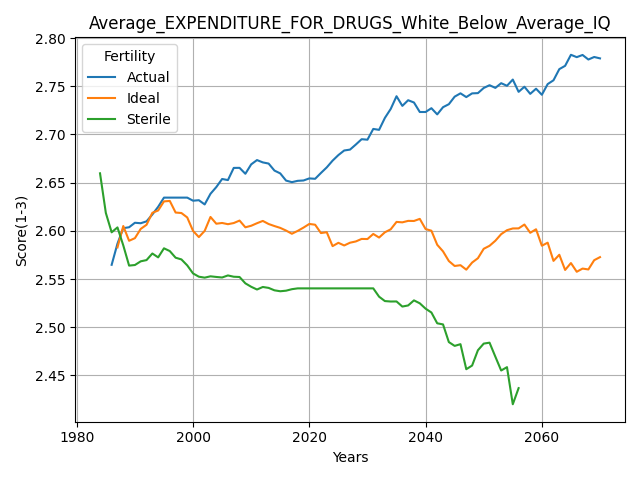 Average_EXPENDITURE_FOR_DRUGS_White_Below_Average_IQ
Fertility
Actual
Ideal
Sterile
Score(1-3)
2.80
2.75
2.70
2.65
2.60
2.55
2.50
2.45
1980 2000 2020 2040 2060
Years